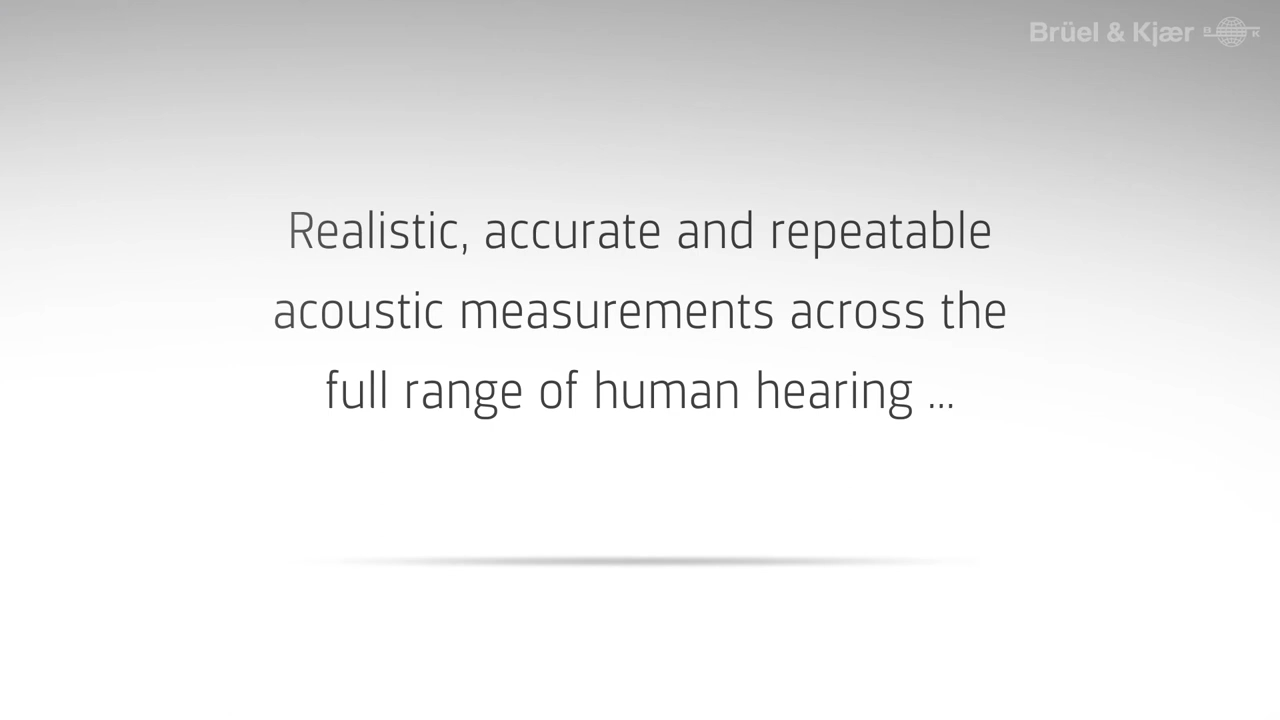 Brüel & Kjær B K
Realistic, accurate and repeatable
acoustic measurements across the
full range of human hearing ...